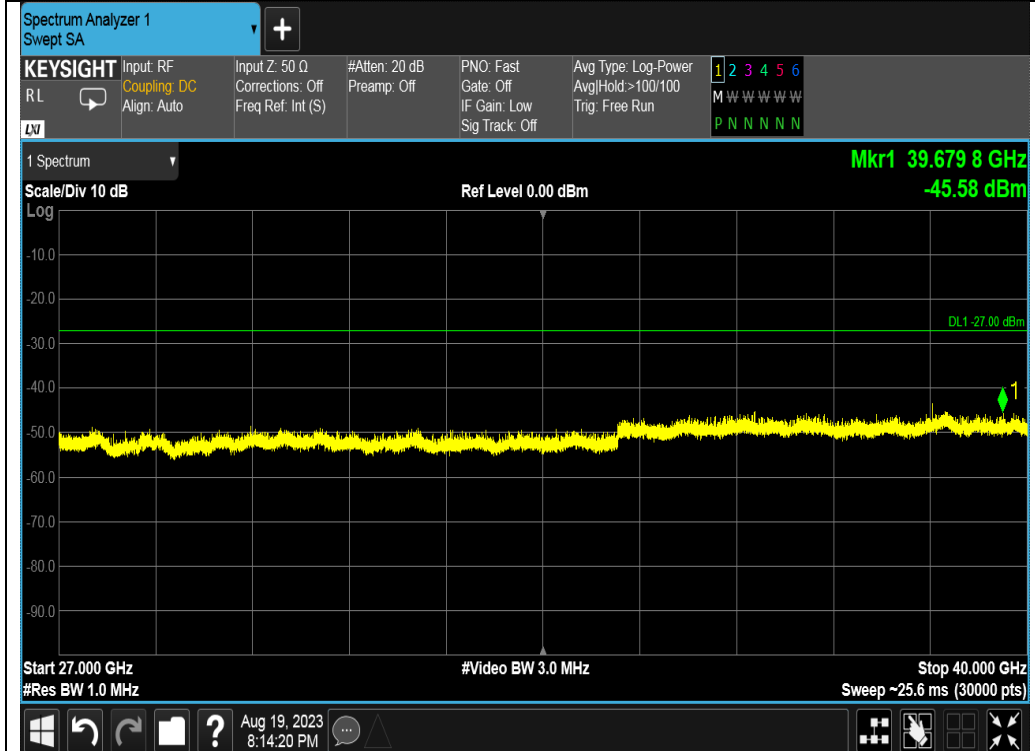 Spectrum Analyzer 1
Swept SA
+
KEYSIGHT
R L
LXI
Input: RF
Coupling: DC
Align: Auto
Input Z: 50 Ω
Corrections: Off
Freq Ref: Int (S)
#Atten: 20 dB
Preamp: Off
PNO: Fast
Gate: Off
IF Gain: Low
Sig Track: Off
Avg Type: Log-Power
Avg|Hold:>100/100
Trig: Free Run
1 2 3 4 5 6
M W W W W W
P N N N N N
1 Spectrum
Mkr1 39.679 8 GHz
-45.58 dBm
Scale/Div 10 dB
Ref Level 0.00 dBm
Log
-10.0
-20.0
DL1 -27.00 dBm
-30.0
-40.0
1
-50.0
-60.0
-70.0
-80.0
-90.0
Start 27.000 GHz
#Video BW 3.0 MHz
Stop 40.000 GHz
#Res BW 1.0 MHz
Sweep ~25.6 ms (30000 pts)
?
Aug 19, 2023
8:14:20 PM